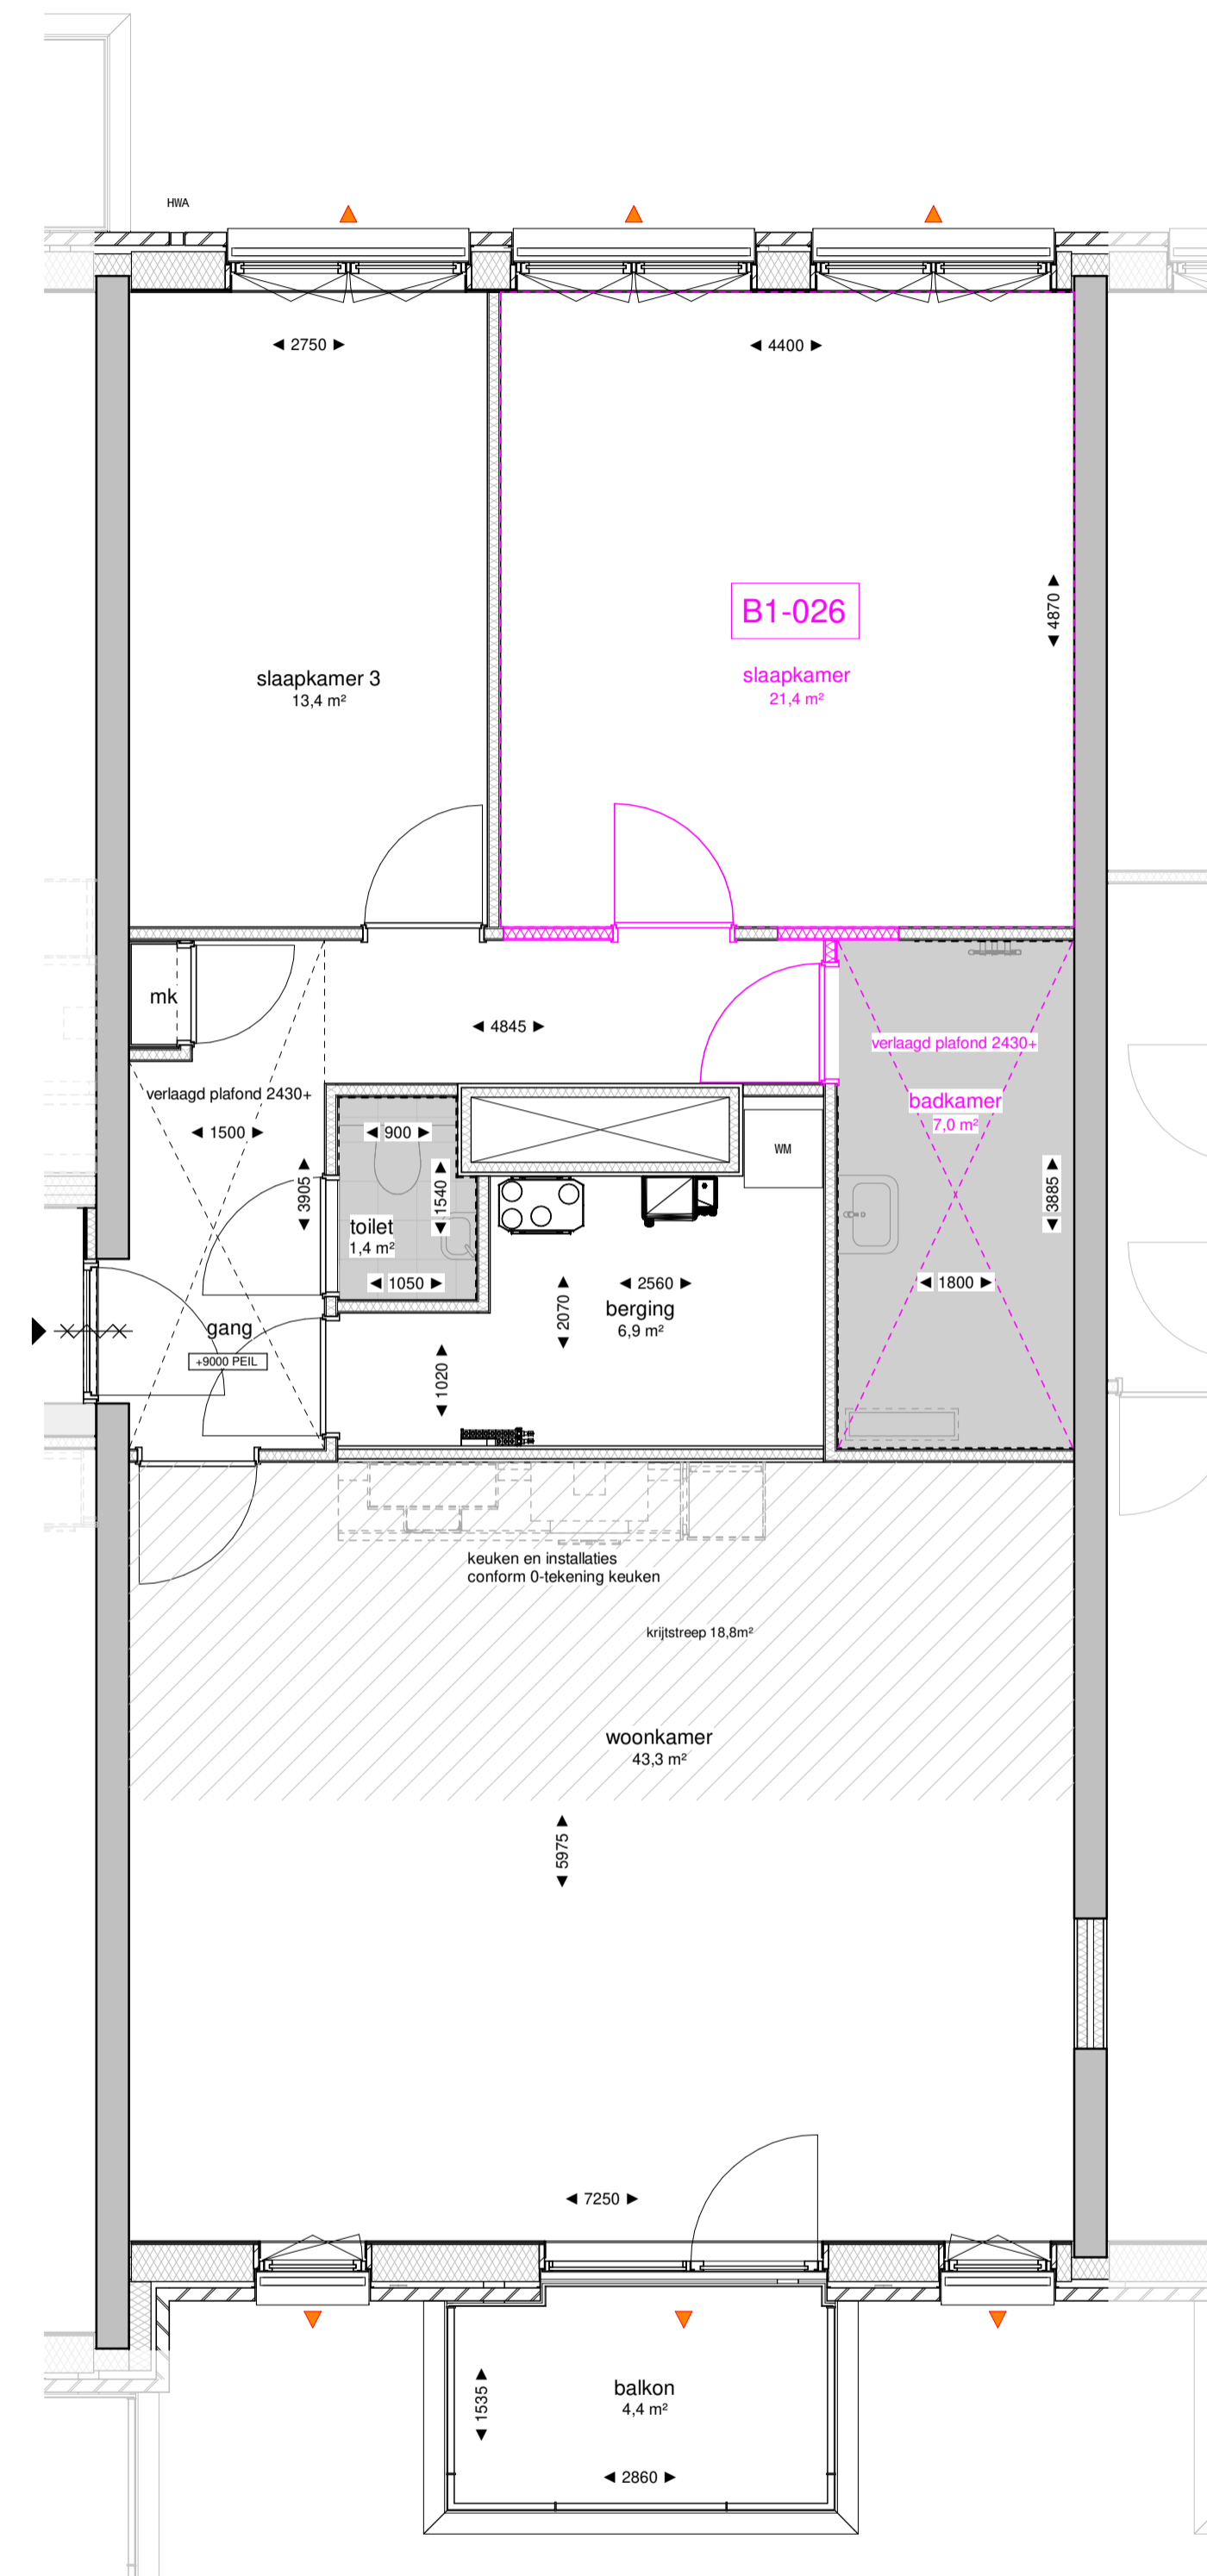 HWA
2750
4400
4870
B1-026
slaapkamer
21,4 m²
slaapkamer 3
13,4 m²
mk
4845
verlaagd plafond 2430+
badkamer
7,0 m²
verlaagd plafond 2430+
1500
900
WM
3905
1540
3885
toilet
1,4 m²
1050
2560
1800
2070
berging
6,9 m²
gang
+9000 PEIL
1020
keuken en installaties
conform 0-tekening keuken
krijtstreep 18,8m²
woonkamer
43,3 m²
5975
7250
balkon
4,4 m²
1535
2860